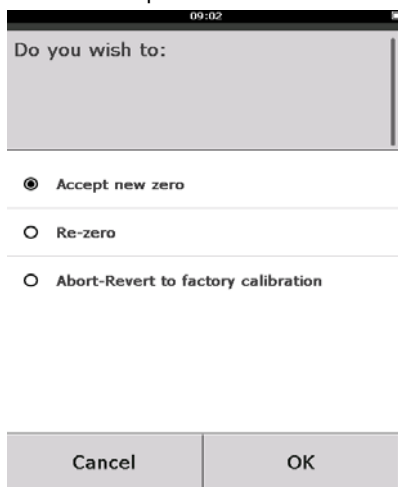 09:02
Do you wish to:
Accept new zero
Re-zero
Abort-Revert to factory calibration
Cancel OK